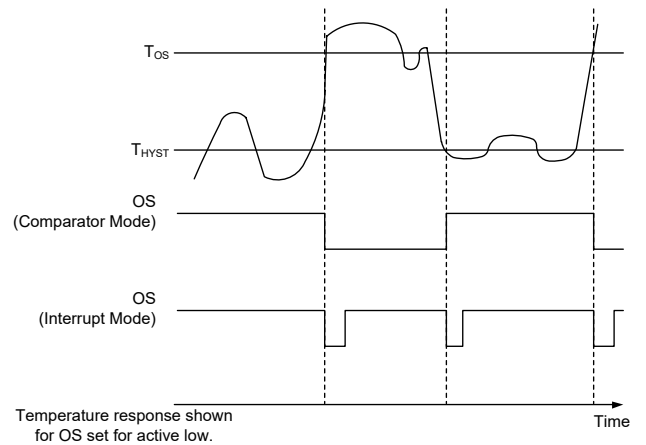 TOS
THYST
OS
(Comparator Mode)
OS
(Interrupt Mode)
Time
Temperature response shown
for OS set for active low.